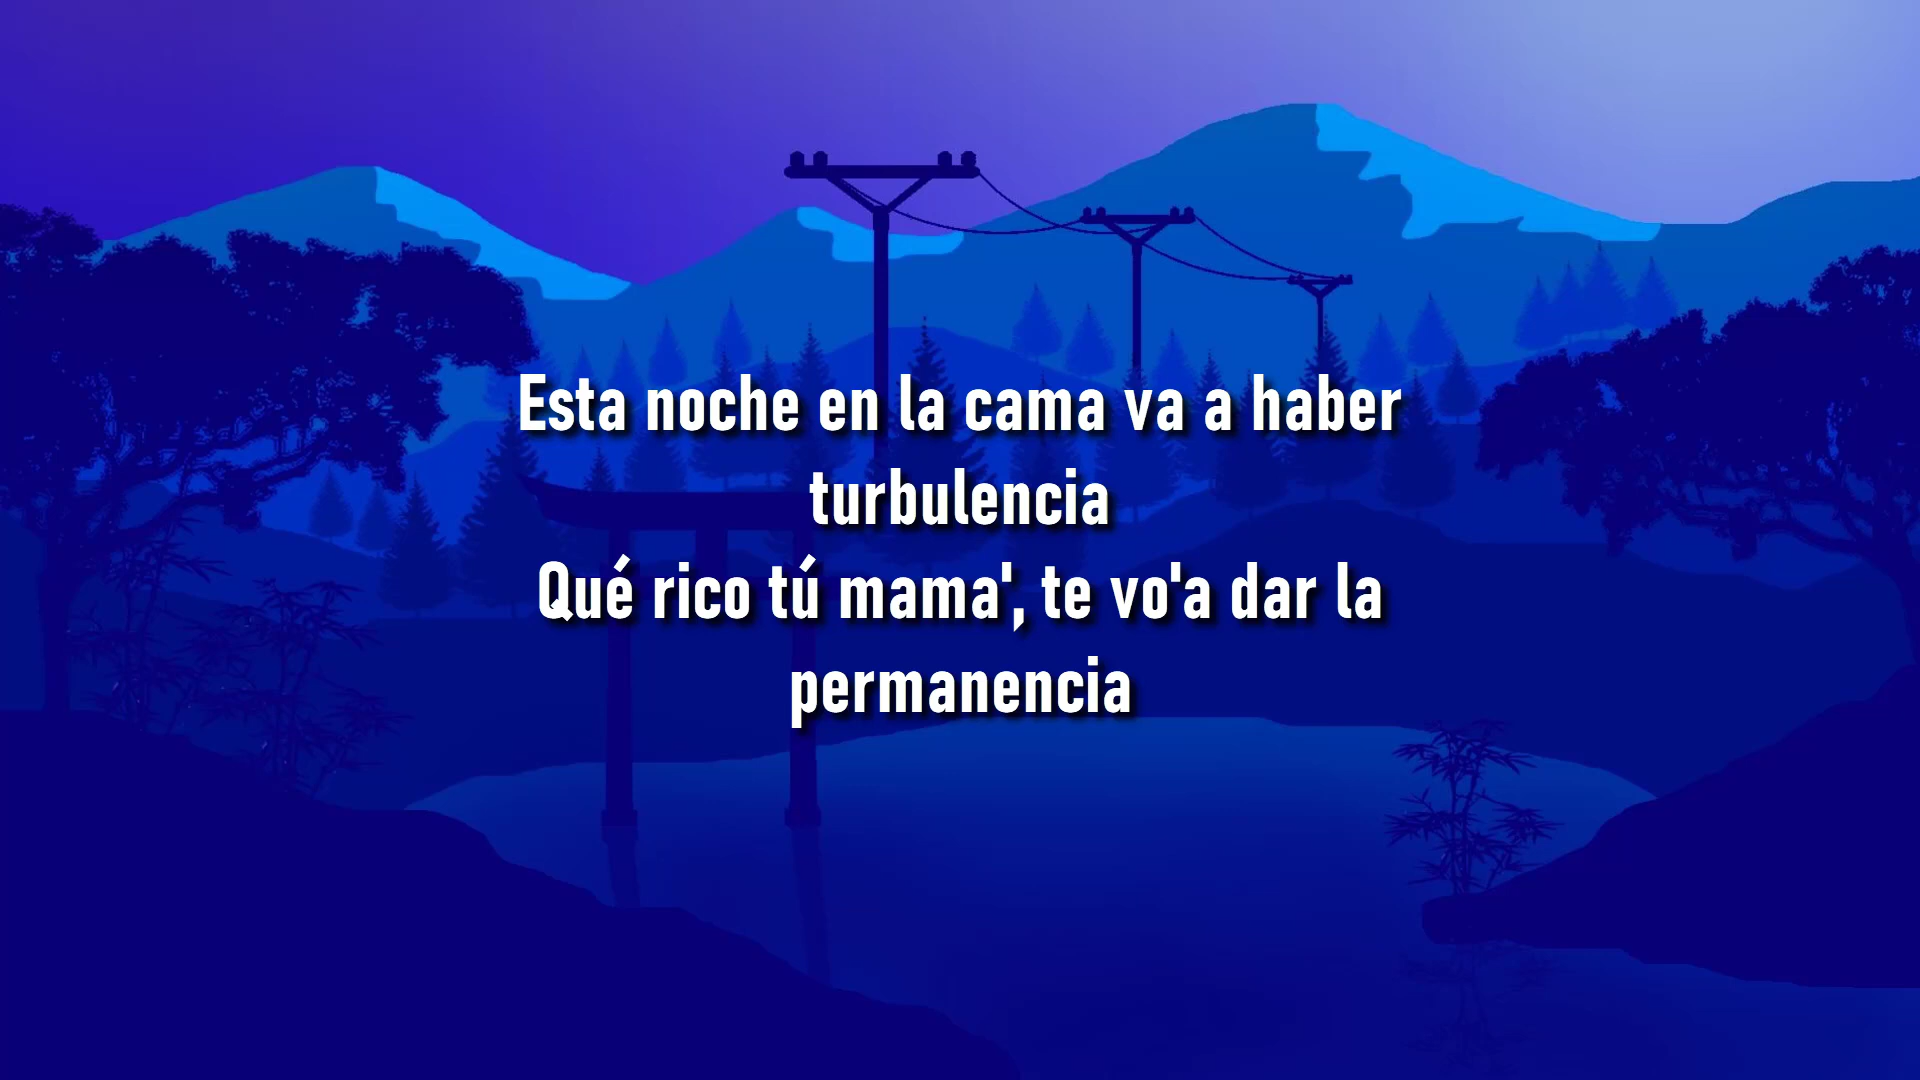 Esta noche en la cama va a haber
turbulencia
Qué rico tú mama', te vo'a dar la
permanencia